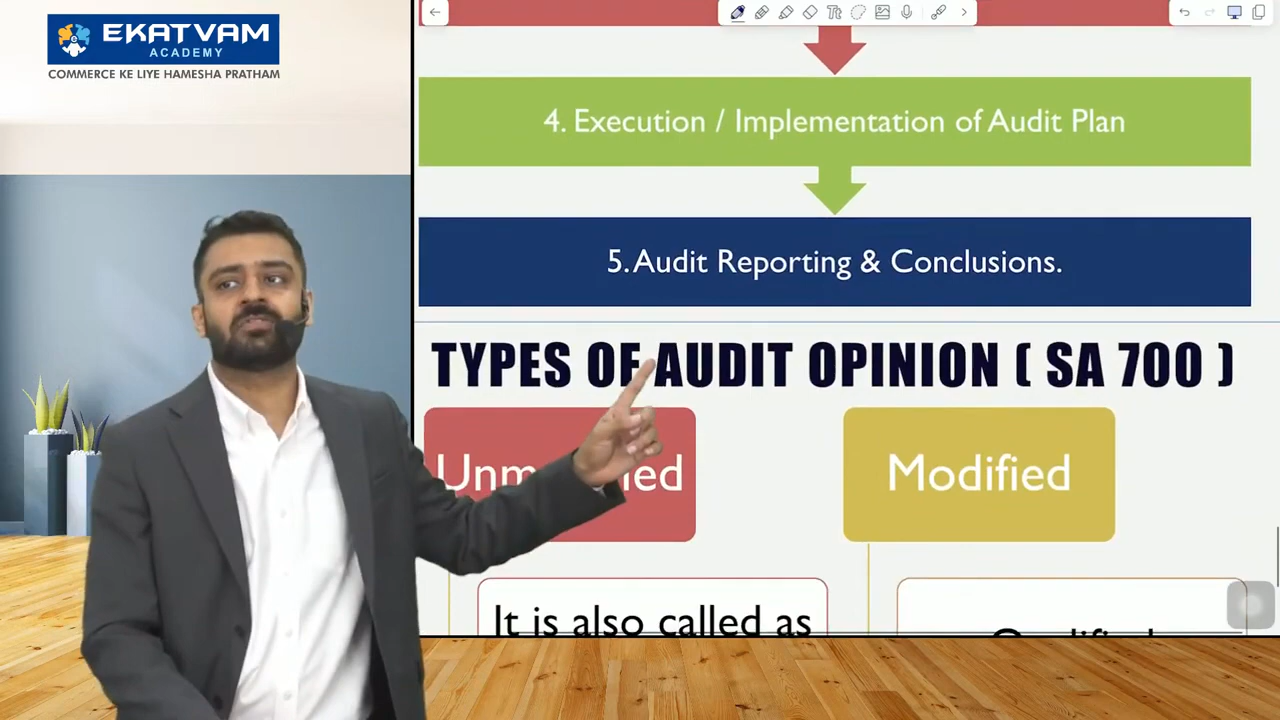 EKATVAM
ACADEMY
COMMERCE KE LIYE HAMESHA PRATHAM
4. Execution / Implementation of Audit Plan
5. Audit Reporting & Conclusions.
TYPES OF AUDIT OPINION ( SA 700 )
Modified
It is also called as